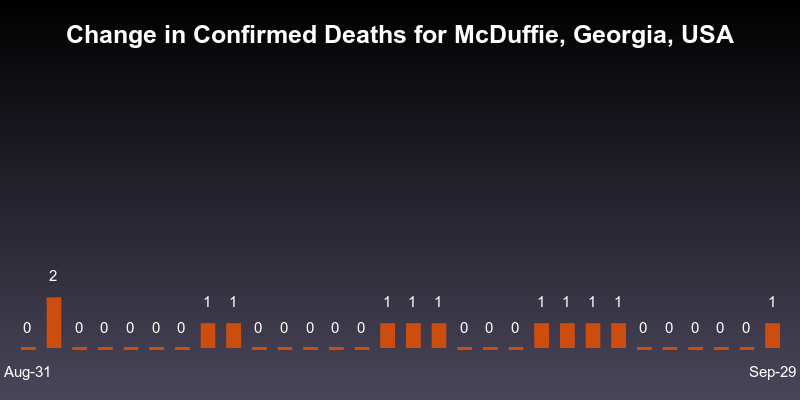 Change in Confirmed Deaths for McDuffie, Georgia, USA
0 2 0 0 0 0 0 1 1 0 0 0 0 0 1 1 1 0 0 0 1 1 1 1 0 0 0 0 0 1
Aug-31 Sep-29